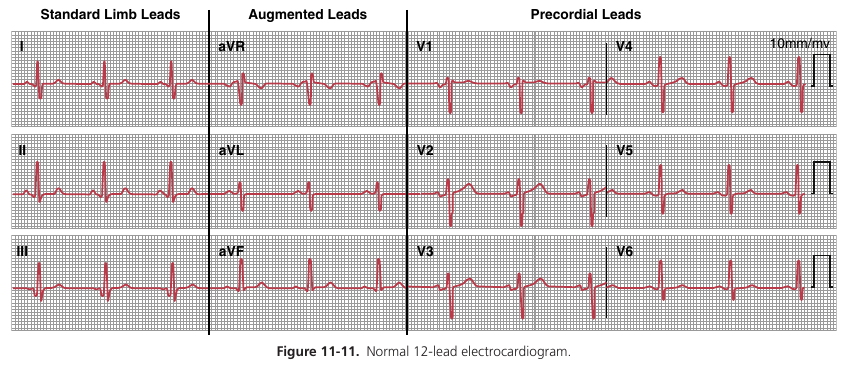 Standard Limb Leads Augmented Leads Precordial Leads
I aVR V1 V4 10mm/mv
II aVL V2 V5
III aVF V3 V6
Figure 11-11. Normal 12-lead electrocardiogram.